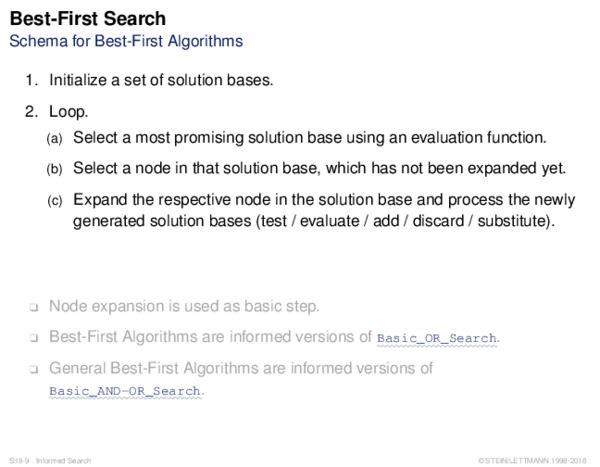 Best-First Search
Schema for Best-First Algorithms
1. Initialize a set of solution bases.
2. Loop.
(a) Select a most promising solution base using an evaluation function.
(b) Select a node in that solution base, which has not been expanded yet.
(c) Expand the respective node in the solution base and process the newly
generated solution bases (test / evaluate / add / discard / substitute).
❑ Node expansion is used as basic step.
❑ Best-First Algorithms are informed versions of Basic_OR_Search.
❑ General Best-First Algorithms are informed versions of
Basic_AND-OR_Search.
S:III-9 Informed Search
© STEIN/LETTMANN 1998-2018